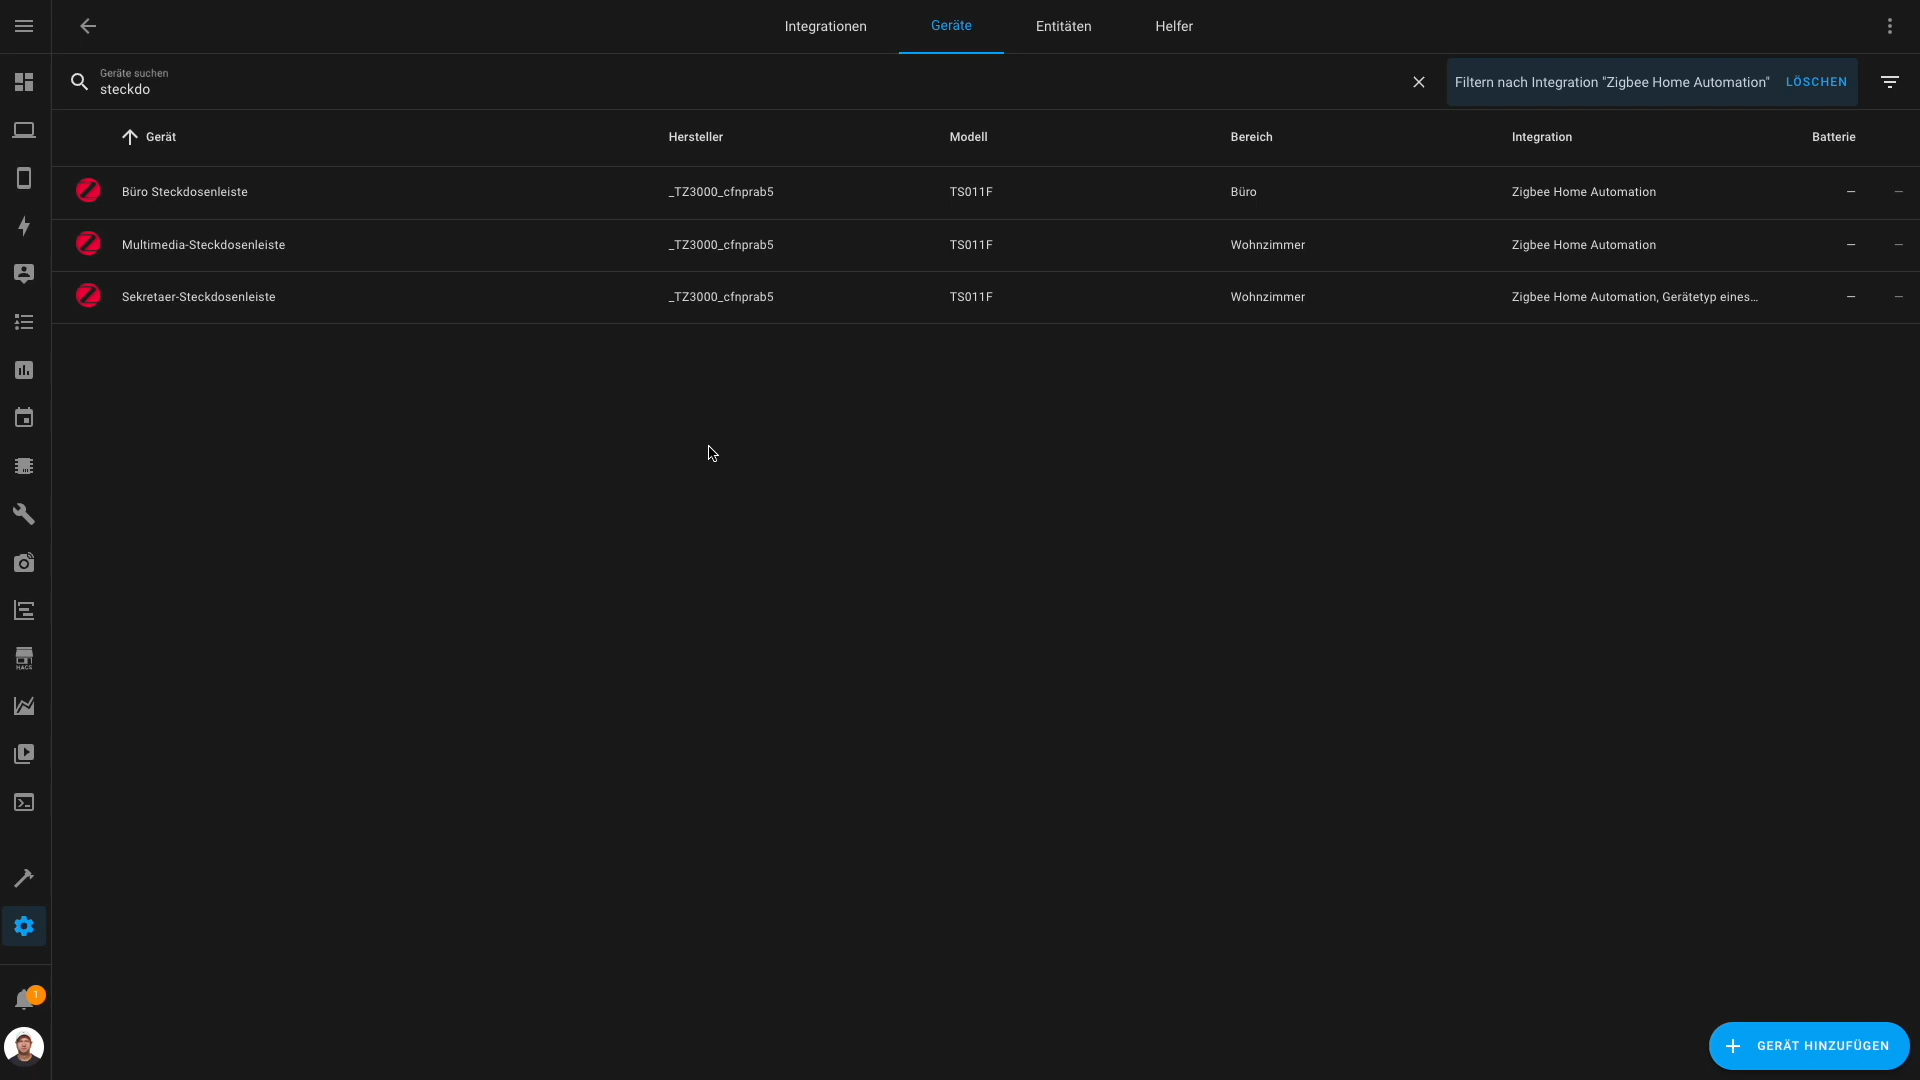 Integrationen Geräte Entitäten Helfer
Geräte suchen
steckdo
Filtern nach Integration "Zigbee Home Automation" LÖSCHEN
Gerät Hersteller Modell Bereich Integration Batterie
Büro Steckdosenleiste _TZ3000_cfnprab5 TS011F Büro Zigbee Home Automation – –
Multimedia-Steckdosenleiste _TZ3000_cfnprab5 TS011F Wohnzimmer Zigbee Home Automation – –
Sekretaer-Steckdosenleiste _TZ3000_cfnprab5 TS011F Wohnzimmer Zigbee Home Automation, Gerätetyp eines… – –
HACS
1
GERÄT HINZUFÜGEN